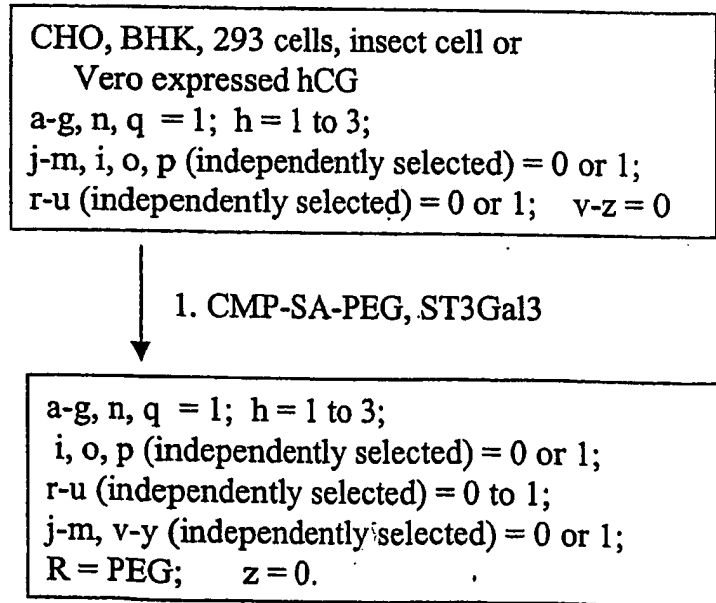 CHO, BHK, 293 cells, insect cell or
Vero expressed hCG
a-g, n, q = 1; h = 1 to 3;
j-m, i, o, p (independently selected) = 0 or 1;
r-u (independently selected) = 0 or 1; v-z = 0
1. CMP-SA-PEG, ST3Gal3
a-g, n, q = 1; h = 1 to 3;
i, o, p (independently selected) = 0 or 1;
r-u (independently selected) = 0 to 1;
j-m, v-y (independently selected) = 0 or 1;
R = PEG; z = 0.